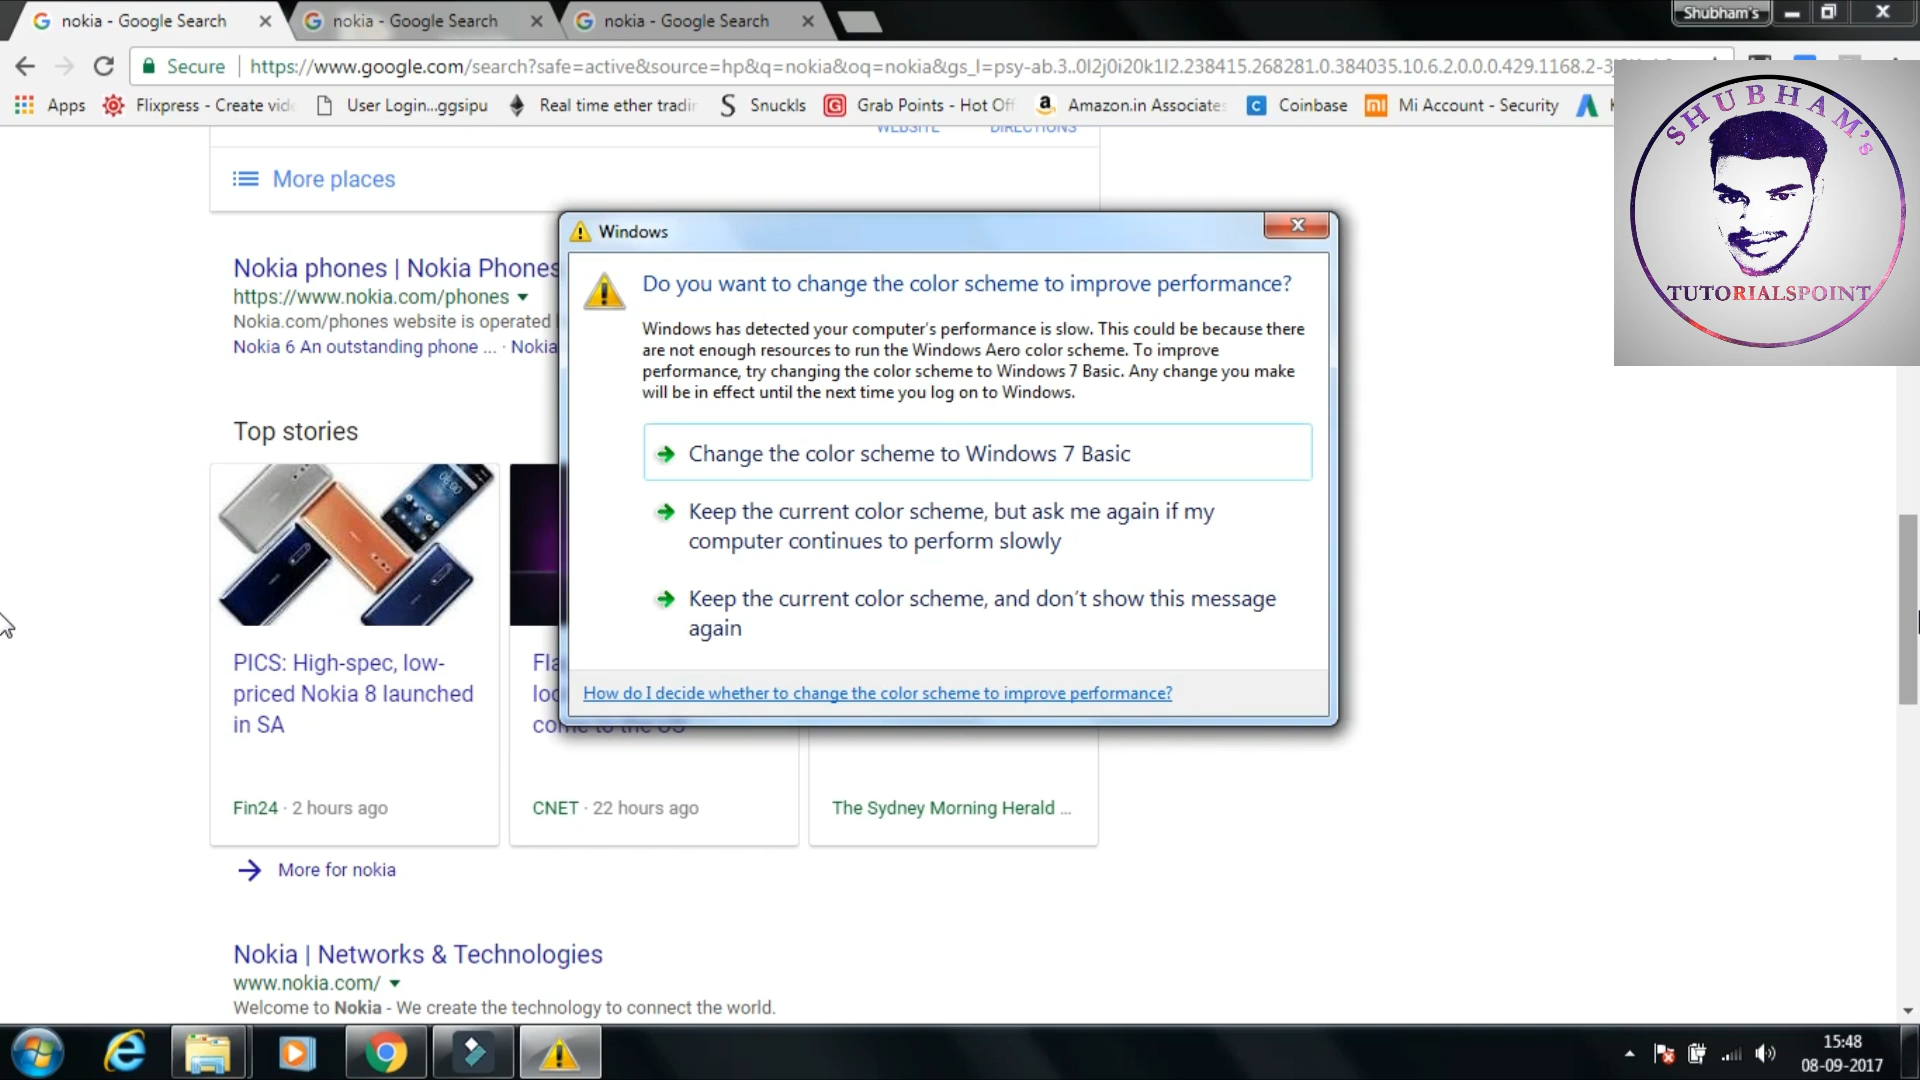 nokia - Google Search
nokia - Google Search
nokia - Google Search
Shubham's
Secure
https://www.google.com/search?safe=active&source=hp&q=nokia&oq=nokia&gs_l=psy-ab.3..0l2j0i20k1l2.238415.268281.0.384035.10.6.2.0.0.0.429.1168.2-3
Apps
Flixpress - Create vid
User Login...ggsipu
Real time ether tradin
Snuckls
Grab Points - Hot Off
Amazon.in Associates
Coinbase
Mi Account - Security
SHUBHAM's
TUTORIALSPOINT
WEBSITE
DIRECTIONS
More places
Nokia phones | Nokia Phones
https://www.nokia.com/phones
Nokia.com/phones website is operated
Nokia 6 An outstanding phone ... · Nokia
Top stories
Windows
Do you want to change the color scheme to improve performance?
Windows has detected your computer's performance is slow. This could be because there
are not enough resources to run the Windows Aero color scheme. To improve
performance, try changing the color scheme to Windows 7 Basic. Any change you make
will be in effect until the next time you log on to Windows.
Change the color scheme to Windows 7 Basic
Keep the current color scheme, but ask me again if my
computer continues to perform slowly
Keep the current color scheme, and don't show this message
again
How do I decide whether to change the color scheme to improve performance?
PICS: High-spec, low-
priced Nokia 8 launched
in SA
Fin24 · 2 hours ago
come to the US
CNET · 22 hours ago
The Sydney Morning Herald ...
More for nokia
Nokia | Networks & Technologies
www.nokia.com/
Welcome to Nokia - We create the technology to connect the world.
15:48
08-09-2017